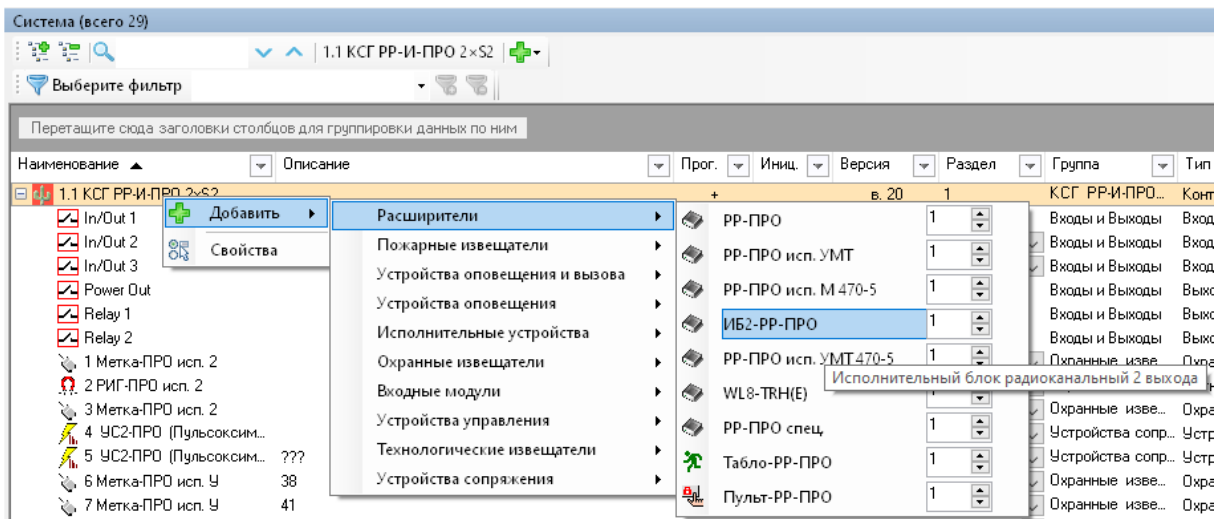 Система (всего 29)
1.1 КСГ РР-И-ПРО 2×S2
Выберите фильтр
Перетащите сюда заголовки столбцов для группировки данных по ним
Наименование Описание Прог. Иниц. Версия Раздел Группа Тип
1.1 КСГ РР-И-ПРО 2×S2 + в. 20 1 КСГ РР-И-ПРО... Конт
In/Out 1 Входы и Выходы Вход
In/Out 2 Входы и Выходы Вход
In/Out 3 Входы и Выходы Вход
Power Out Входы и Выходы Выхо
Relay 1 Входы и Выходы Выхо
Relay 2 Входы и Выходы Выхо
1 Метка-ПРО исп. 2 Охранные изве... Охра
2 РИГ-ПРО исп. 2
3 Метка-ПРО исп. 2 Охранные изве... Охра
4 УС2-ПРО (Пульсоксим... Устройства сопр... Устр
5 УС2-ПРО (Пульсоксим... ??? Устройства сопр... Устр
6 Метка-ПРО исп. У 38 Охранные изве... Охра
7 Метка-ПРО исп. У 41 Охранные изве... Охра
Добавить
Свойства
Расширители
Пожарные извещатели
Устройства оповещения и вызова
Устройства оповещения
Исполнительные устройства
Охранные извещатели
Входные модули
Устройства управления
Технологические извещатели
Устройства сопряжения
РР-ПРО 1
РР-ПРО исп. УМТ 1
РР-ПРО исп. М 470-5 1
ИБ2-РР-ПРО 1
РР-ПРО исп. УМТ 470-5 1
Исполнительный блок радиоканальный 2 выхода
WL8-TRH(E)
РР-ПРО спец. 1
Табло-РР-ПРО 1
Пульт-РР-ПРО 1